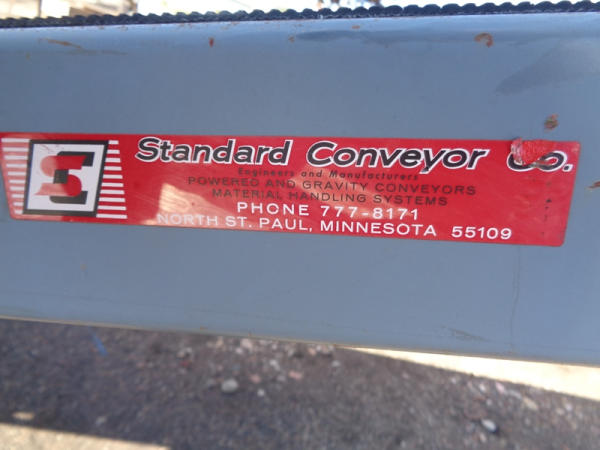 Standard Conveyor Co.
Engineers and Manufacturers
POWERED AND GRAVITY CONVEYORS
MATERIAL HANDLING SYSTEMS
PHONE 777-8171
NORTH ST. PAUL, MINNESOTA 55109